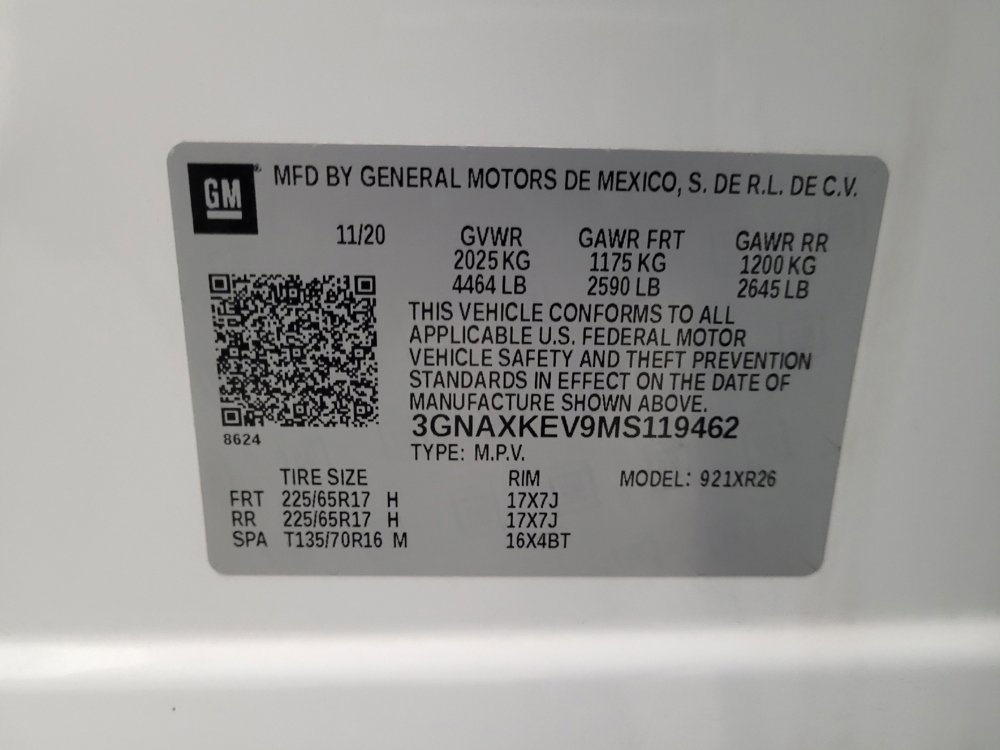 GM MFD BY GENERAL MOTORS DE MEXICO, S. DE R.L. DE C.V.
11/20 GVWR GAWR FRT GAWR RR
2025 KG 1175 KG 1200 KG
4464 LB 2590 LB 2645 LB
THIS VEHICLE CONFORMS TO ALL
APPLICABLE U.S. FEDERAL MOTOR
VEHICLE SAFETY AND THEFT PREVENTION
STANDARDS IN EFFECT ON THE DATE OF
MANUFACTURE SHOWN ABOVE.
3GNAXKEV9MS119462
8624
TYPE: M.P.V.
TIRE SIZE RIM MODEL: 921XR26
FRT 225/65R17 H 17X7J
RR 225/65R17 H 17X7J
SPA T135/70R16 M 16X4BT